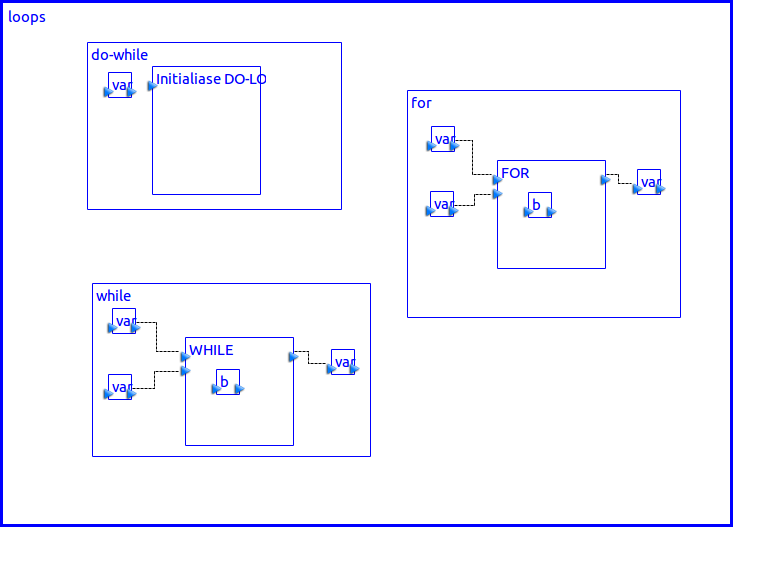 loops
do-while
var
Initialiase DO-LO
for
var
FOR
var
var
b
while
var
WHILE
var
var
b